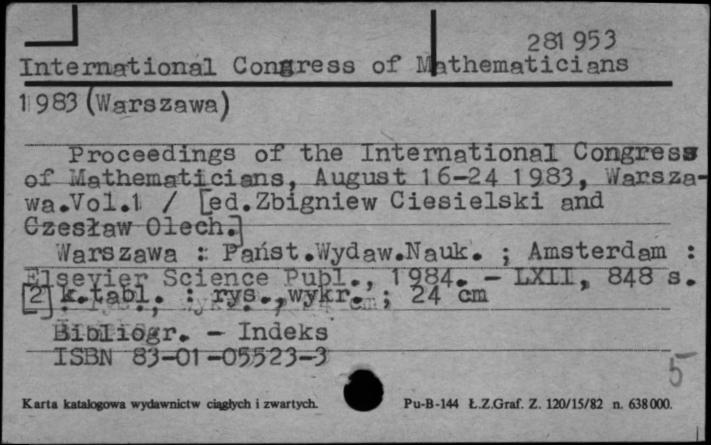 281 953
International Congress of Mathematicians
1983 (Warszawa)
Proceedings of the International Congress
of Mathematicians, August 16-24 1983, Warsza-
wa.Vol.1 / [ed.Zbigniew Ciesielski and
Czesław Olech.]
Warszawa : Państ.Wydaw.Nauk. ; Amsterdam :
Elsevier Science Publ., 1984. - LXII, 848 s.
[2] k.tabl. : rys.,wykr. ; 24 cm
Bibliogr. - Indeks
ISBN 83-01-05523-3
5
Karta katalogowa wydawnictw ciągłych i zwartych.
Pu-B-144 Ł.Z.Graf. Z. 120/15/82 n. 638000.